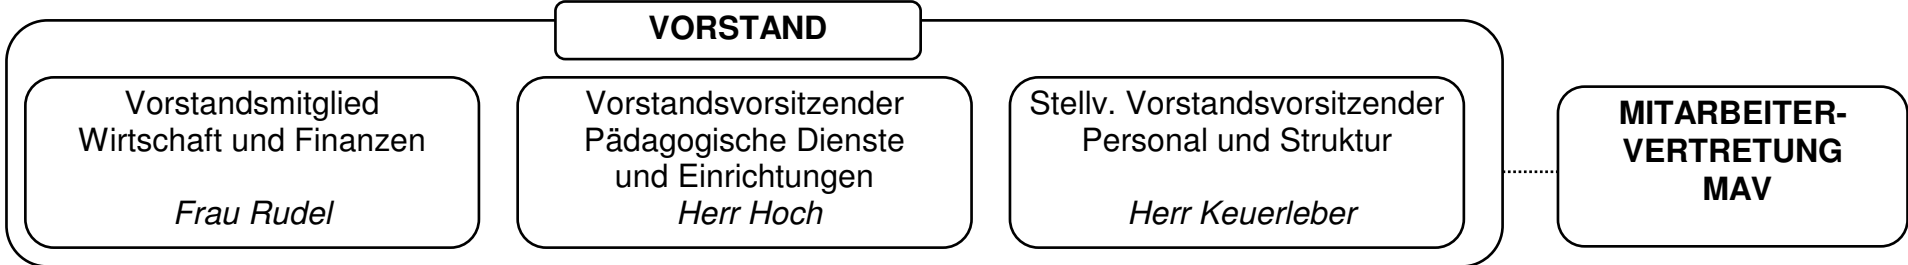 VORSTAND
Vorstandsmitglied
Wirtschaft und Finanzen
Frau Rudel
Vorstandsvorsitzender
Pädagogische Dienste
und Einrichtungen
Herr Hoch
Stellv. Vorstandsvorsitzender
Personal und Struktur
Herr Keuerleber
MITARBEITER-
VERTRETUNG
MAV